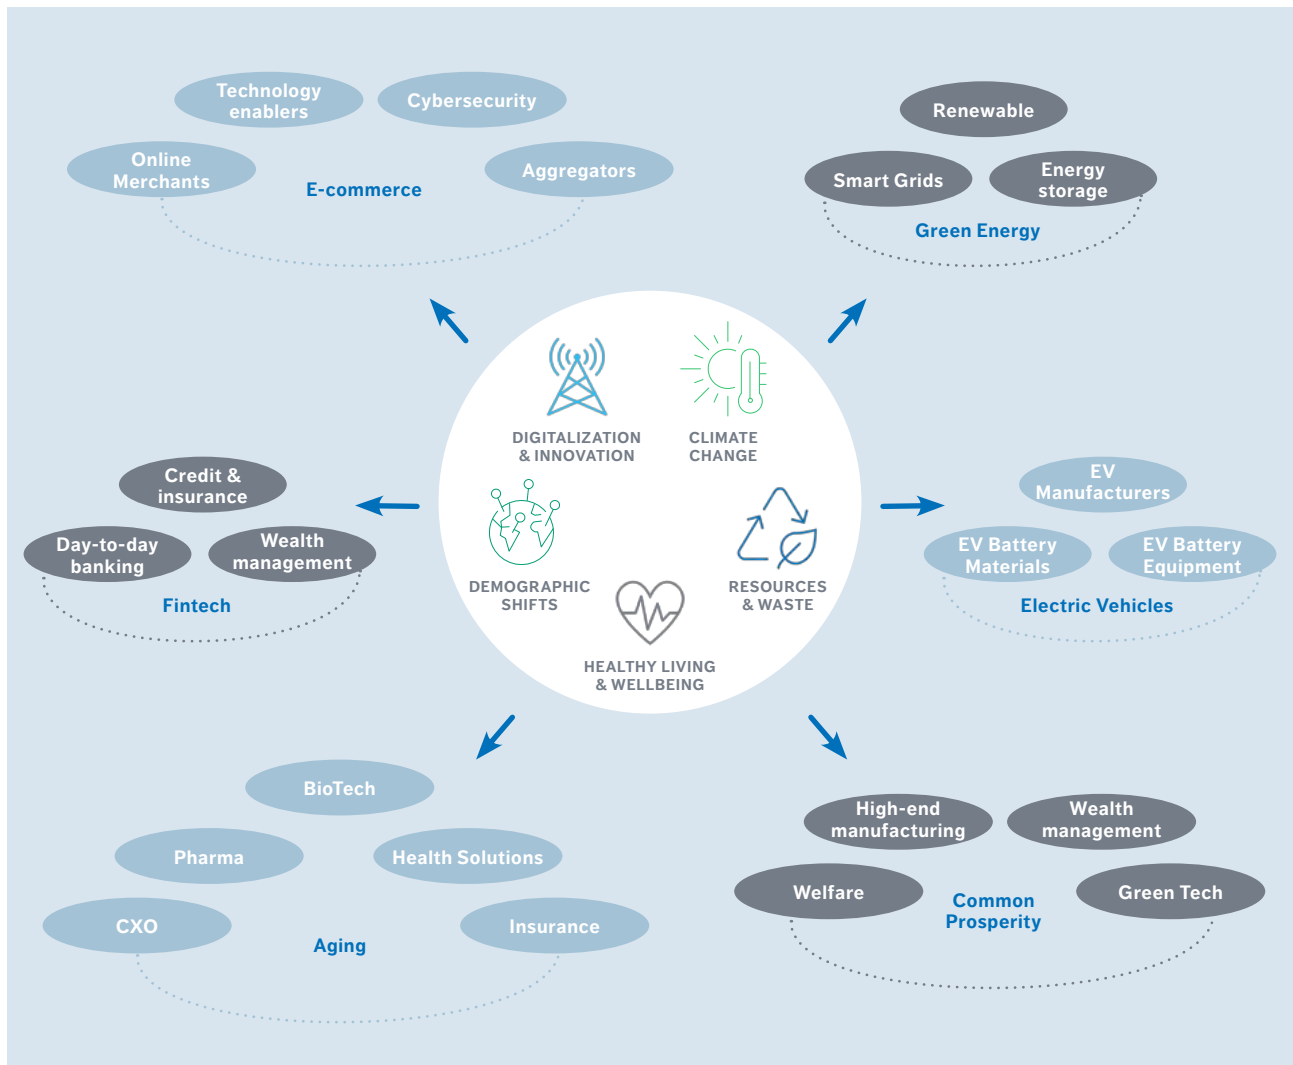 Technology
enablers
Cybersecurity
Online
Merchants
Aggregators
E-commerce
Renewable
Smart Grids
Energy
storage
Green Energy
DIGITALIZATION
& INNOVATION
CLIMATE
CHANGE
DEMOGRAPHIC
SHIFTS
RESOURCES
& WASTE
HEALTHY LIVING
& WELLBEING
Credit &
insurance
Day-to-day
banking
Wealth
management
Fintech
EV
Manufacturers
EV Battery
Materials
EV Battery
Equipment
Electric Vehicles
BioTech
Pharma
Health Solutions
CXO
Insurance
Aging
High-end
manufacturing
Wealth
management
Welfare
Green Tech
Common
Prosperity